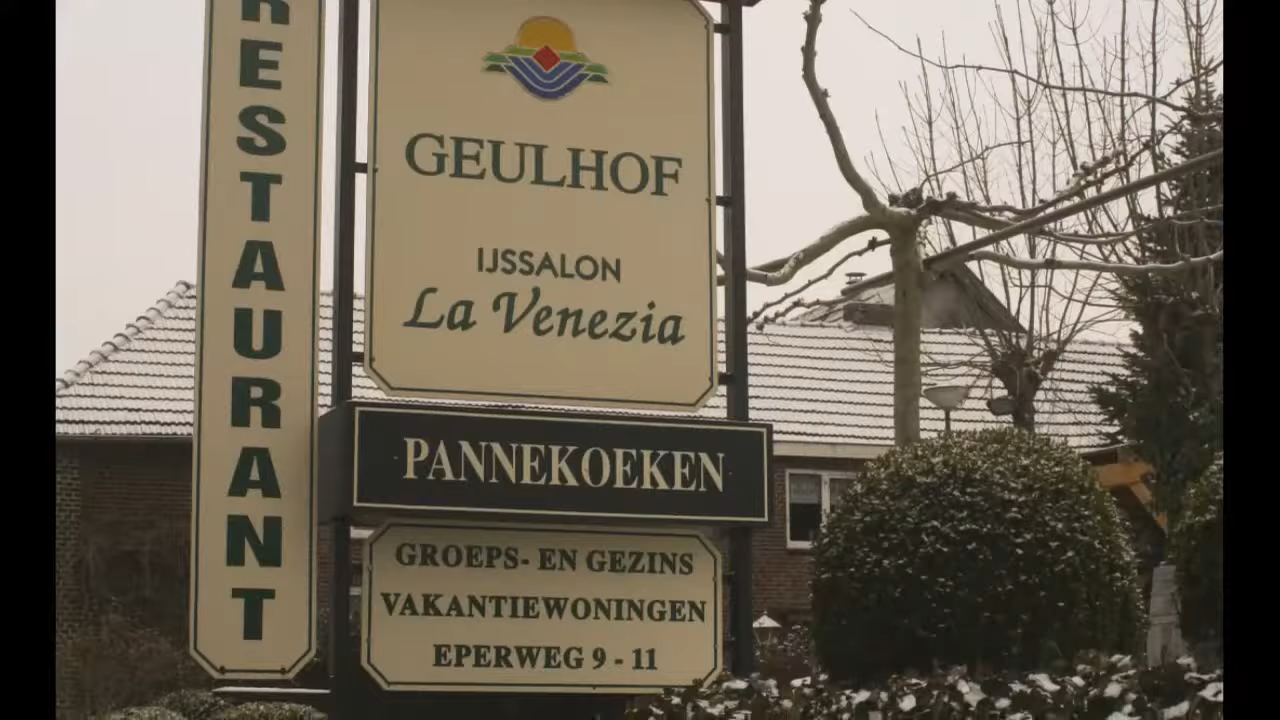 RESTAURANT
GEULHOF
IJSSALON
La Venezia
PANNEKOEKEN
GROEPS- EN GEZINS
VAKANTIEWONINGEN
EPERWEG 9 - 11